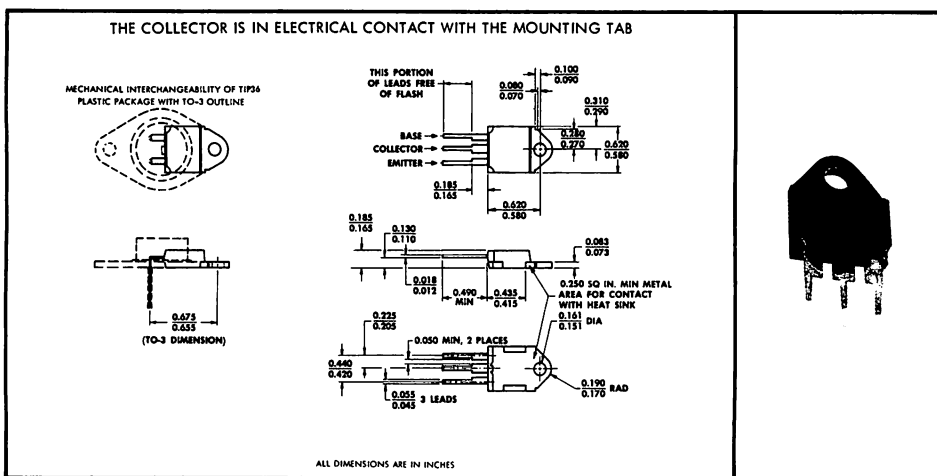 THE COLLECTOR IS IN ELECTRICAL CONTACT WITH THE MOUNTING TAB
MECHANICAL INTERCHANGEABILITY OF TIP36
PLASTIC PACKAGE WITH TO-3 OUTLINE
THIS PORTION
OF LEADS FREE
OF FLASH
0.100
0.090
0.080
0.070
0.310
0.290
BASE
COLLECTOR
EMITTER
0.280
0.270
0.620
0.580
0.185
0.165
0.620
0.580
0.185
0.165
0.130
0.110
0.083
0.073
0.018
0.012
0.490
MIN
0.435
0.415
0.250 SQ IN. MIN METAL
AREA FOR CONTACT
WITH HEAT SINK
0.675
0.655
(TO-3 DIMENSION)
0.225
0.205
0.050 MIN, 2 PLACES
0.161
0.151 DIA
0.440
0.420
0.055
0.045 3 LEADS
0.190
0.170 RAD
ALL DIMENSIONS ARE IN INCHES